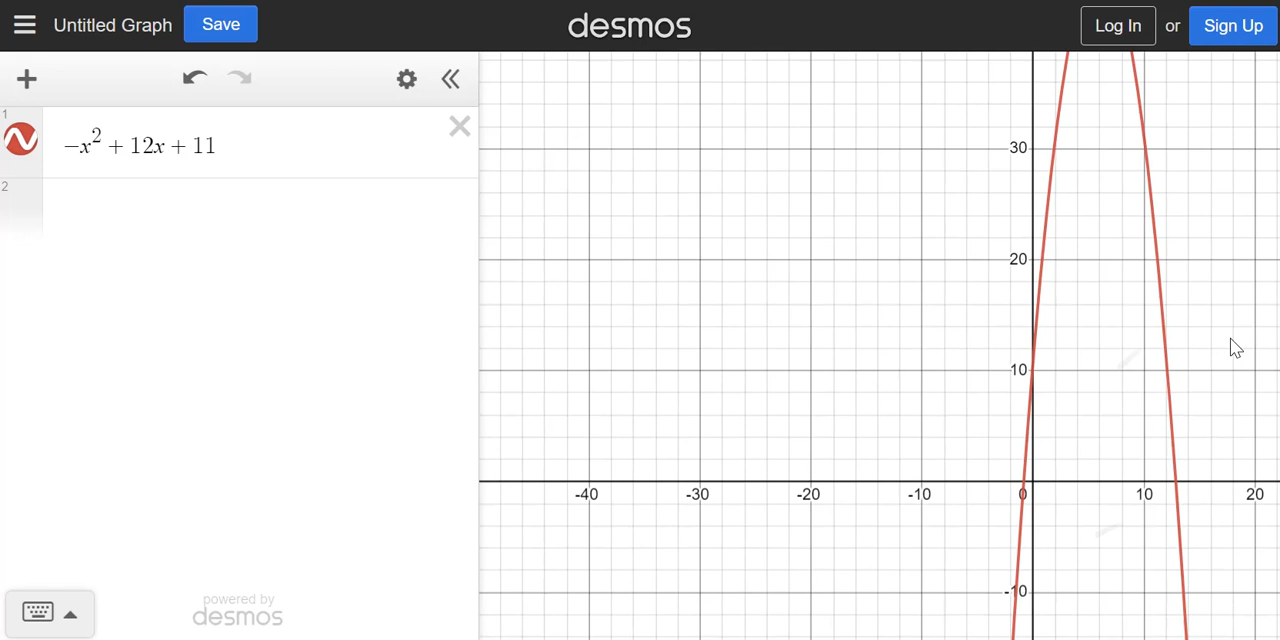 Untitled Graph Save desmos Log In or Sign Up
1
-x² + 12x + 11
2
30
20
10
-40 -30 -20 -10 0 10 20
-10
powered by
desmos